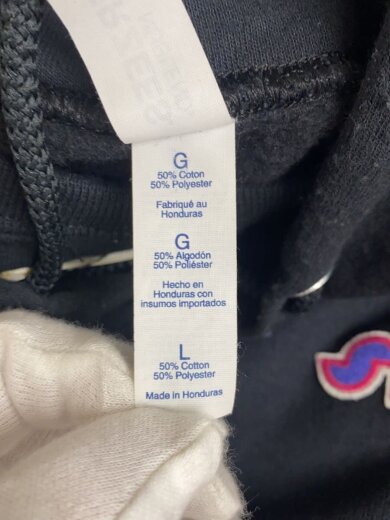 G
50% Coton
50% Polyester
Fabriqué au
Honduras
G
50% Algodón
50% Poliéster
Hecho en
Honduras con
insumos importados
L
50% Cotton
50% Polyester
Made in Honduras